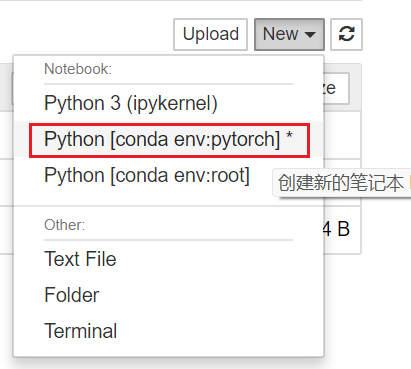 Upload New
Notebook:
ze
Python 3 (ipykernel)
Python [conda env:pytorch] *
Python [conda env:root]
创建新的笔记本
Other:
4 B
Text File
Folder
Terminal